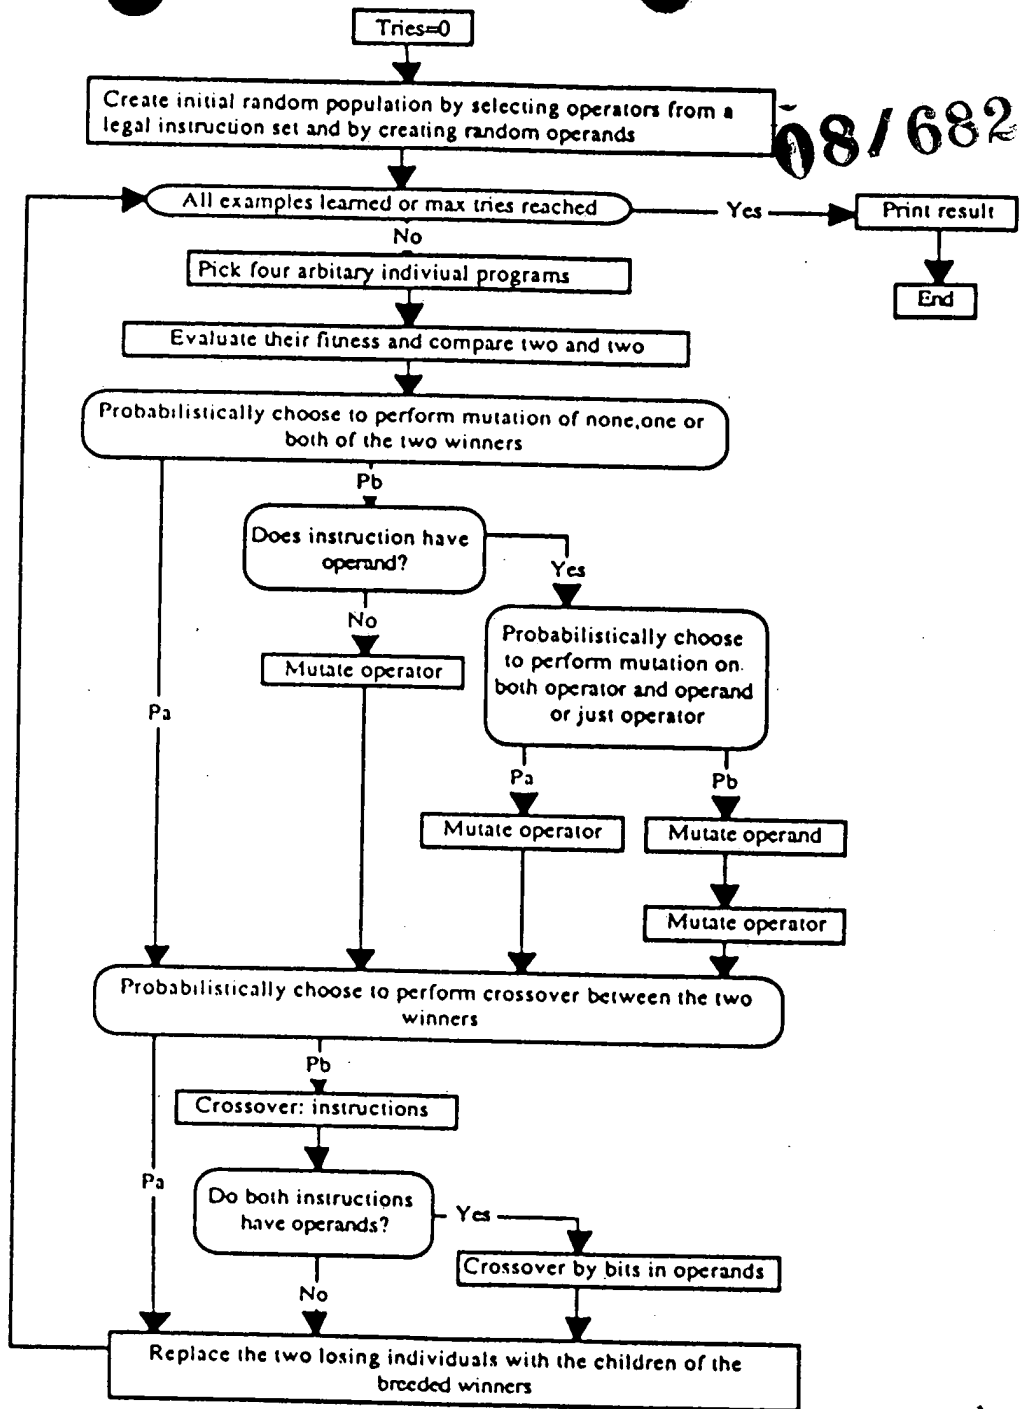 Tries=0
Create initial random population by selecting operators from a
legal instruction set and by creating random operands
08/682
All examples learned or max tries reached
Yes
Print result
No
End
Pick four arbitary indiviual programs
Evaluate their fitness and compare two and two
Probabilistically choose to perform mutation of none,one or
both of the two winners
Pb
Does instruction have
operand?
Yes
No
Probabilistically choose
to perform mutation on
both operator and operand
or just operator
Mutate operator
Pa
Pa
Pb
Mutate operator
Mutate operand
Mutate operator
Probabilistically choose to perform crossover between the two
winners
Pb
Crossover: instructions
Pa
Do both instructions
have operands?
Yes
Crossover by bits in operands
No
Replace the two losing individuals with the children of the
breeded winners